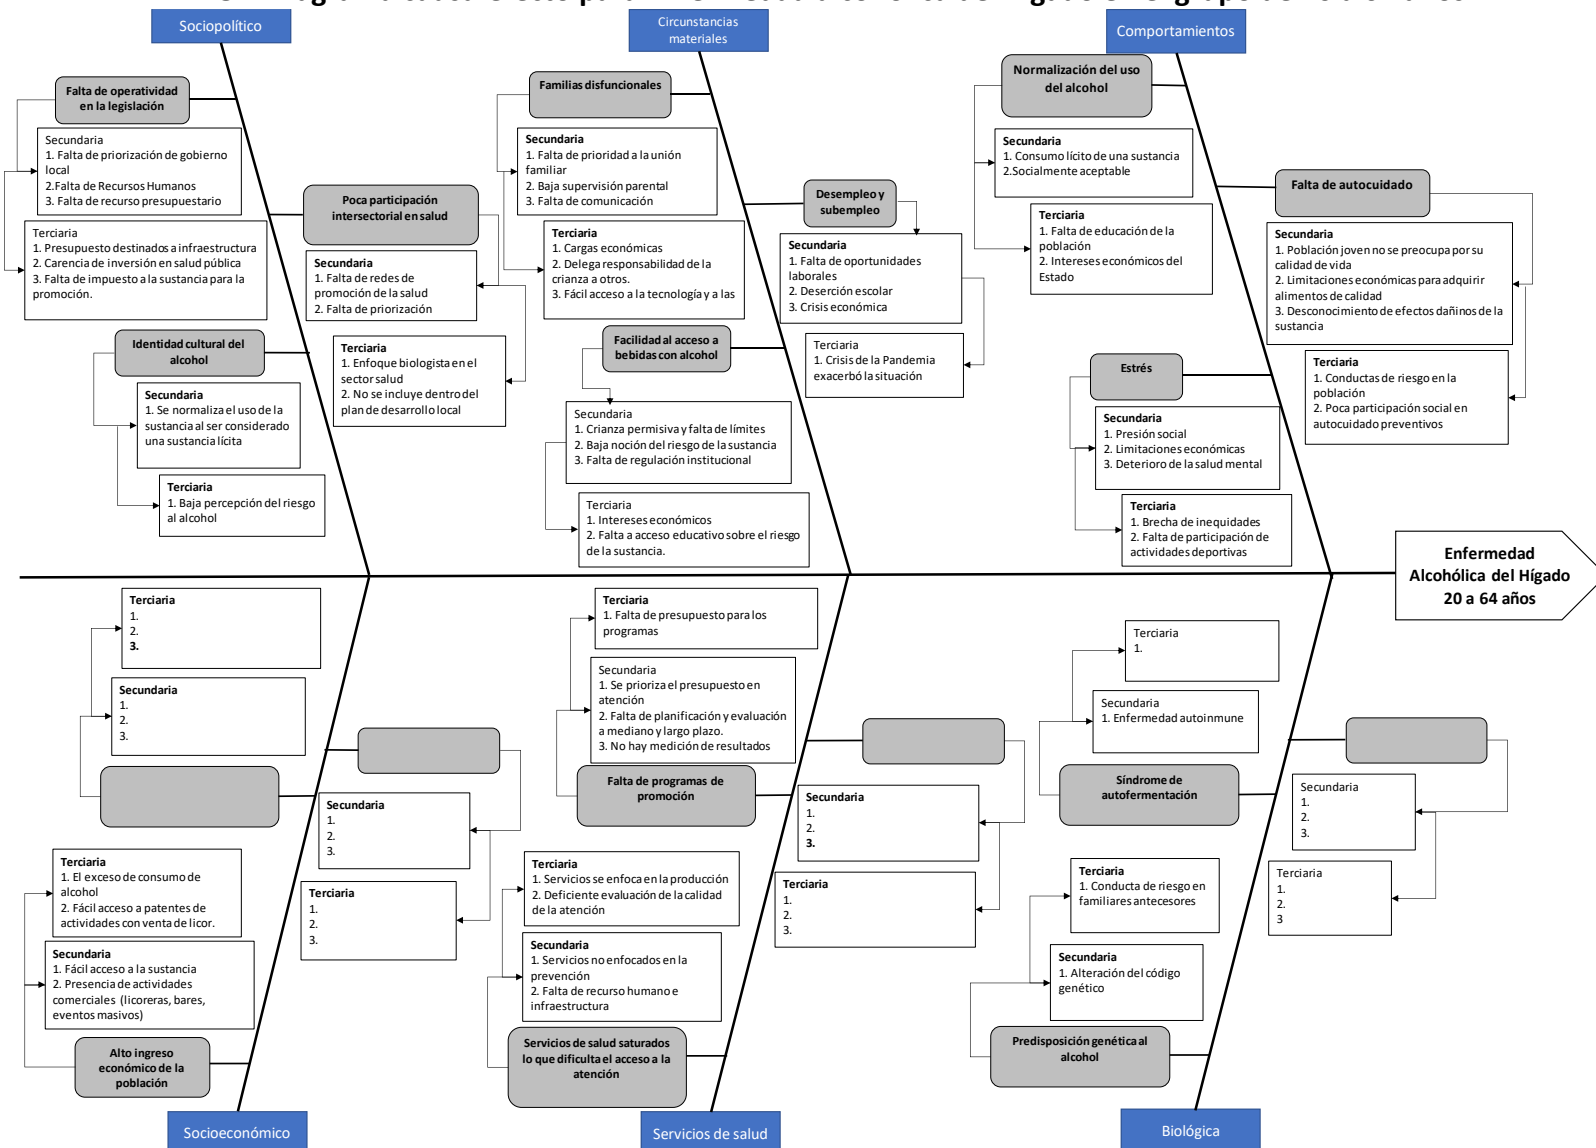 Sociopolítico
Circunstancias
materiales
Comportamientos
Falta de operatividad
en la legislación
Secundaria
1. Falta de priorización de gobierno
local
2.Falta de Recursos Humanos
3. Falta de recurso presupuestario
Terciaria
1. Presupuesto destinados a infraestructura
2. Carencia de inversión en salud pública
3. Falta de impuesto a la sustancia para la
promoción.
Poca participación
intersectorial en salud
Secundaria
1. Falta de redes de
promoción de la salud
2. Falta de priorización
Terciaria
1. Enfoque biologista en el
sector salud
2. No se incluye dentro del
plan de desarrollo local
Identidad cultural del
alcohol
Secundaria
1. Se normaliza el uso de la
sustancia al ser considerado
una sustancia lícita
Terciaria
1. Baja percepción del riesgo
al alcohol
Familias disfuncionales
Secundaria
1. Falta de prioridad a la unión
familiar
2. Baja supervisión parental
3. Falta de comunicación
Terciaria
1. Cargas económicas
2. Delega responsabilidad de la
crianza a otros.
3. Fácil acceso a la tecnología y a las
Desempleo y
subempleo
Secundaria
1. Falta de oportunidades
laborales
2. Deserción escolar
3. Crisis económica
Terciaria
1. Crisis de la Pandemia
exacerbó la situación
Facilidad al acceso a
bebidas con alcohol
Secundaria
1. Crianza permisiva y falta de límites
2. Baja noción del riesgo de la sustancia
3. Falta de regulación institucional
Terciaria
1. Intereses económicos
2. Falta a acceso educativo sobre el riesgo
de la sustancia.
Normalización del uso
del alcohol
Secundaria
1. Consumo lícito de una sustancia
2.Socialmente aceptable
Terciaria
1. Falta de educación de la
población
2. Intereses económicos del
Estado
Falta de autocuidado
Secundaria
1. Población joven no se preocupa por su
calidad de vida
2. Limitaciones económicas para adquirir
alimentos de calidad
3. Desconocimiento de efectos dañinos de la
sustancia
Terciaria
1. Conductas de riesgo en la
población
2. Poca participación social en
autocuidado preventivos
Estrés
Secundaria
1. Presión social
2. Limitaciones económicas
3. Deterioro de la salud mental
Terciaria
1. Brecha de inequidades
2. Falta de participación de
actividades deportivas
Enfermedad
Alcohólica del Hígado
20 a 64 años
Terciaria
1.
2.
3.
Secundaria
1.
2.
3.
Secundaria
1.
2.
3.
Terciaria
1.
2.
3.
Terciaria
1. El exceso de consumo de
alcohol
2. Fácil acceso a patentes de
actividades con venta de licor.
Secundaria
1. Fácil acceso a la sustancia
2. Presencia de actividades
comerciales (licoreras, bares,
eventos masivos)
Alto ingreso
económico de la
población
Socioeconómico
Terciaria
1. Falta de presupuesto para los
programas
Secundaria
1. Se prioriza el presupuesto en
atención
2. Falta de planificación y evaluación
a mediano y largo plazo.
3. No hay medición de resultados
Falta de programas de
promoción
Secundaria
1.
2.
3.
Terciaria
1.
2.
3.
Terciaria
1. Servicios se enfoca en la producción
2. Deficiente evaluación de la calidad
de la atención
Secundaria
1. Servicios no enfocados en la
prevención
2. Falta de recurso humano e
infraestructura
Servicios de salud saturados
lo que dificulta el acceso a la
atención
Servicios de salud
Terciaria
1.
Secundaria
1. Enfermedad autoinmune
Síndrome de
autofermentación
Secundaria
1.
2.
3.
Terciaria
1.
2.
3
Terciaria
1. Conducta de riesgo en
familiares antecesores
Secundaria
1. Alteración del código
genético
Predisposición genética al
alcohol
Biológica